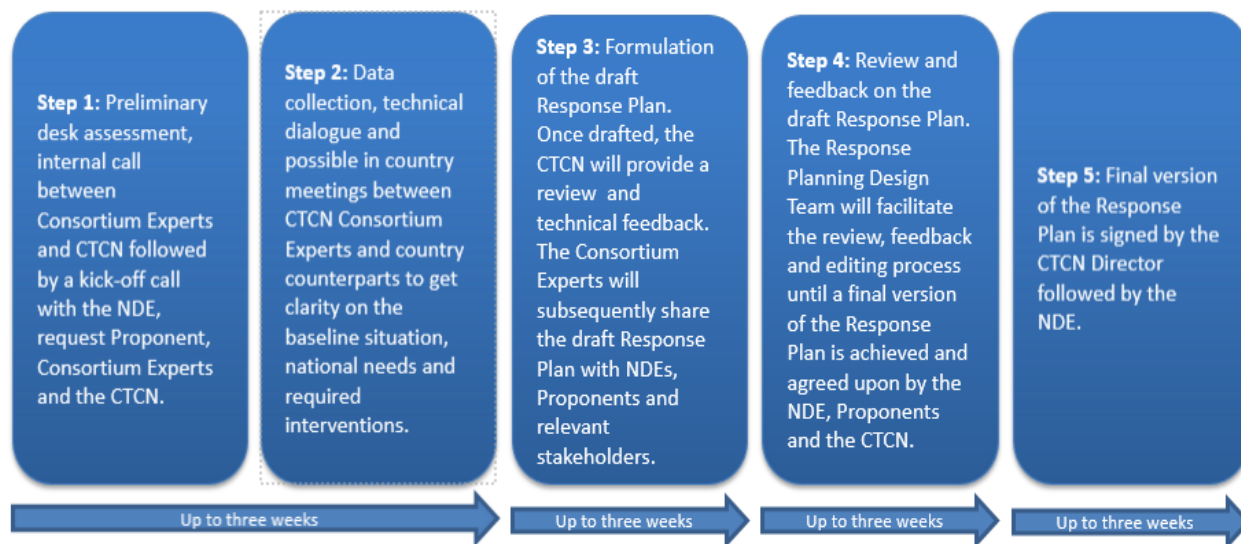 Step 1: Preliminary
desk assessment,
internal call
between
Consortium Experts
and CTCN followed
by a kick-off call
with the NDE,
request Proponent,
Consortium Experts
and the CTCN.
Step 2: Data
collection, technical
dialogue and
possible in country
meetings between
CTCN Consortium
Experts and country
counterparts to get
clarity on the
baseline situation,
national needs and
required
interventions.
Step 3: Formulation
of the draft
Response Plan.
Once drafted, the
CTCN will provide a
review and
technical feedback.
The Consortium
Experts will
subsequently share
the draft Response
Plan with NDEs,
Proponents and
relevant
stakeholders.
Step 4: Review and
feedback on the
draft Response Plan.
The Response
Planning Design
Team will facilitate
the review, feedback
and editing process
until a final version
of the Response
Plan is achieved and
agreed upon by the
NDE, Proponents
and the CTCN.
Step 5: Final version
of the Response
Plan is signed by the
CTCN Director
followed by the
NDE.
Up to three weeks
Up to three weeks
Up to three weeks
Up to three weeks